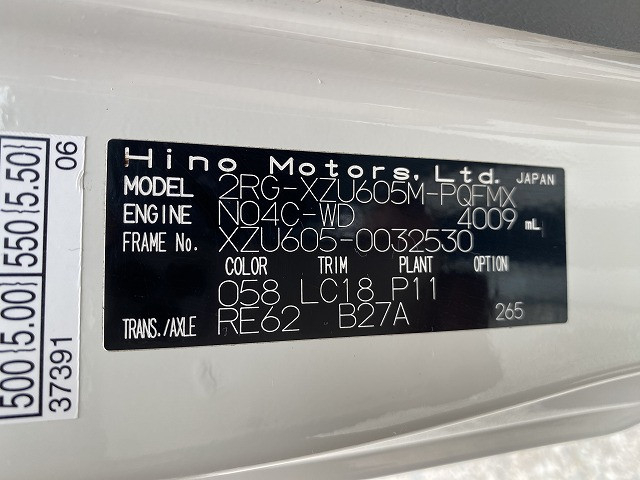 Hino Motors, Ltd. JAPAN
MODEL 2RG-XZU605M-PQFMX
ENGINE N04C-WD 4009 mL
FRAME No. XZU605-0032530
COLOR TRIM PLANT OPTION
058 LC18 P11
TRANS./AXLE RE62 B27A 265
500 (5.00) 550 (5.50)
37391 06